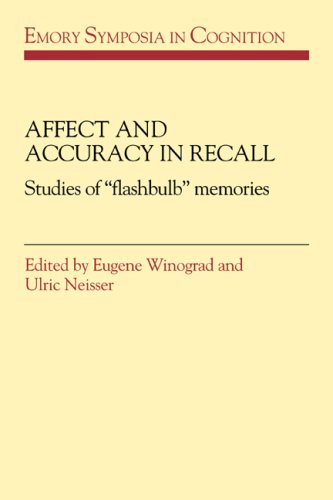 Emory Symposia in Cognition
AFFECT AND
ACCURACY IN RECALL
Studies of “flashbulb” memories
Edited by Eugene Winograd and
Ulric Neisser